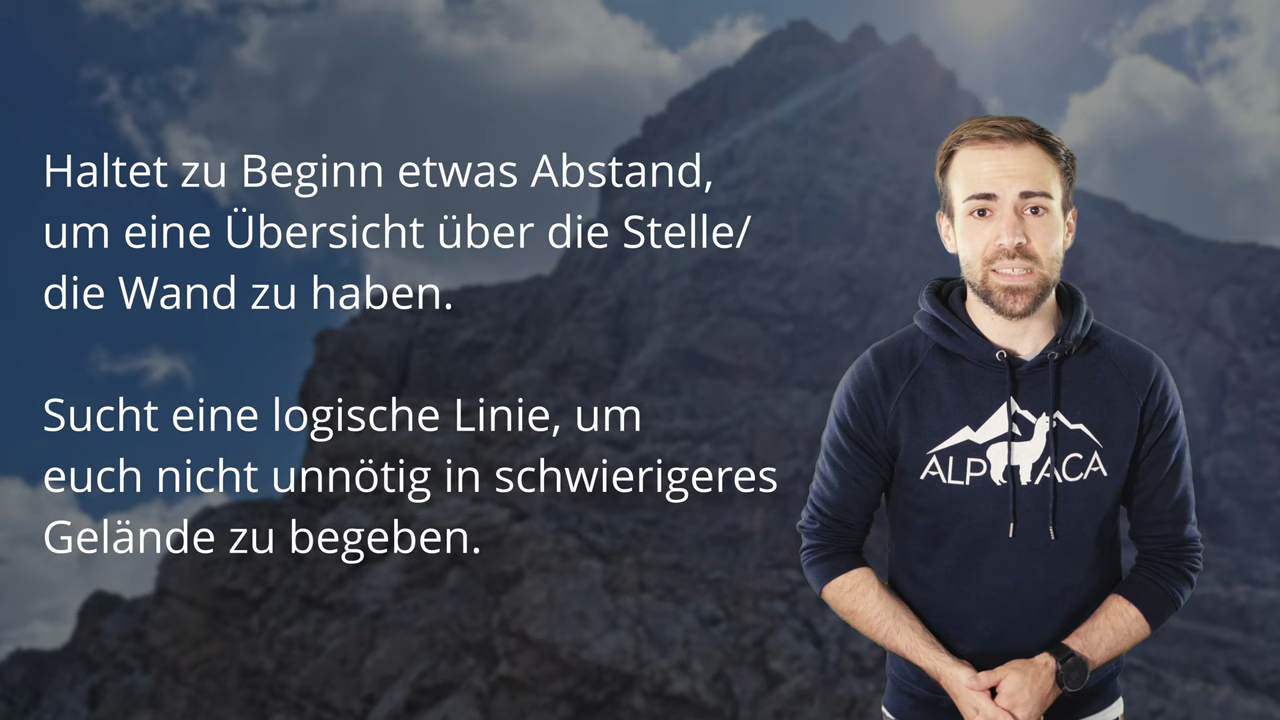 Haltet zu Beginn etwas Abstand,
um eine Übersicht über die Stelle/
die Wand zu haben.
Sucht eine logische Linie, um
euch nicht unnötig in schwierigeres
Gelände zu begeben.
ALPACA